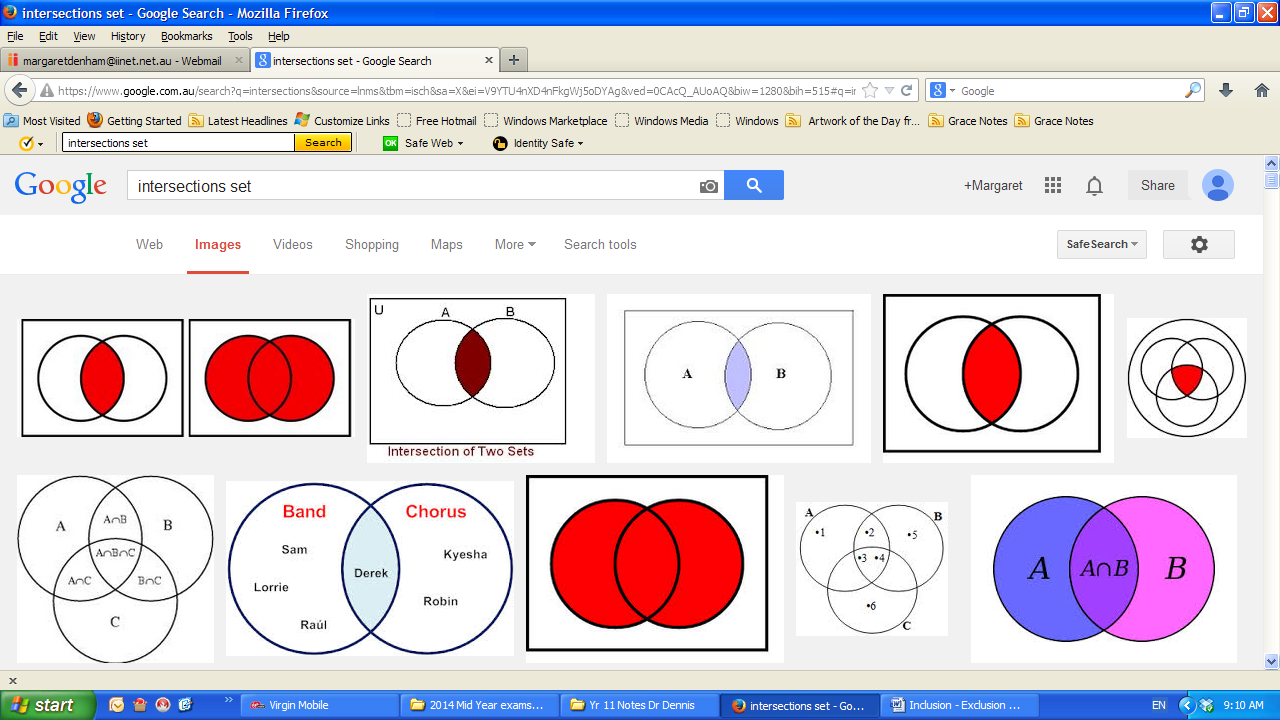 intersections set - Google Search - Mozilla Firefox
File Edit View History Bookmarks Tools Help
margaretdenham@iinet.net.au - Webmail
intersections set - Google Search
https://www.google.com.au/search?q=intersections&source=lnms&tbm=isch&sa=X&ei=V9YTU4nXD4nFkgWj5oDYAg&ved=0CAcQ_AUoAQ&biw=1280&bih=515#q=ir
Google
Most Visited Getting Started Latest Headlines Customize Links Free Hotmail Windows Marketplace Windows Media Windows Artwork of the Day fr... Grace Notes Grace Notes
intersections set Search OK Safe Web Identity Safe
Google intersections set +Margaret Share
Web Images Videos Shopping Maps More Search tools SafeSearch
U A B
Intersection of Two Sets
A B
A A∩B B
A∩B∩C
A∩C B∩C
C
Band Chorus
Sam
Kyesha
Derek
Lorrie
Robin
Raúl
A B
•1 •2 •5
•3 •4
•6
C
A A∩B B
start Virgin Mobile 2014 Mid Year exams... Yr 11 Notes Dr Dennis intersections set - Goo... Inclusion - Exclusion ... EN 9:10 AM